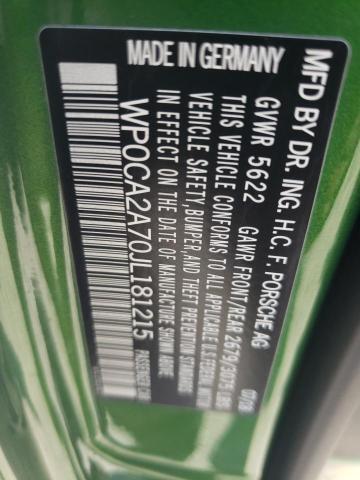 MFD BY DR. ING. H.C. F. PORSCHE AG
GVWR 5622 GAWR FRONT/REAR 2679/3075 LBS 07/18
THIS VEHICLE CONFORMS TO ALL APPLICABLE U.S. FEDERAL MOTOR
VEHICLE SAFETY, BUMPER, AND THEFT PREVENTION
IN EFFECT ON THE DATE OF MANUFACTURE SHOWN ABOVE
MADE IN GERMANY
WP0CA2A70JL181215
PASSENGER CAR